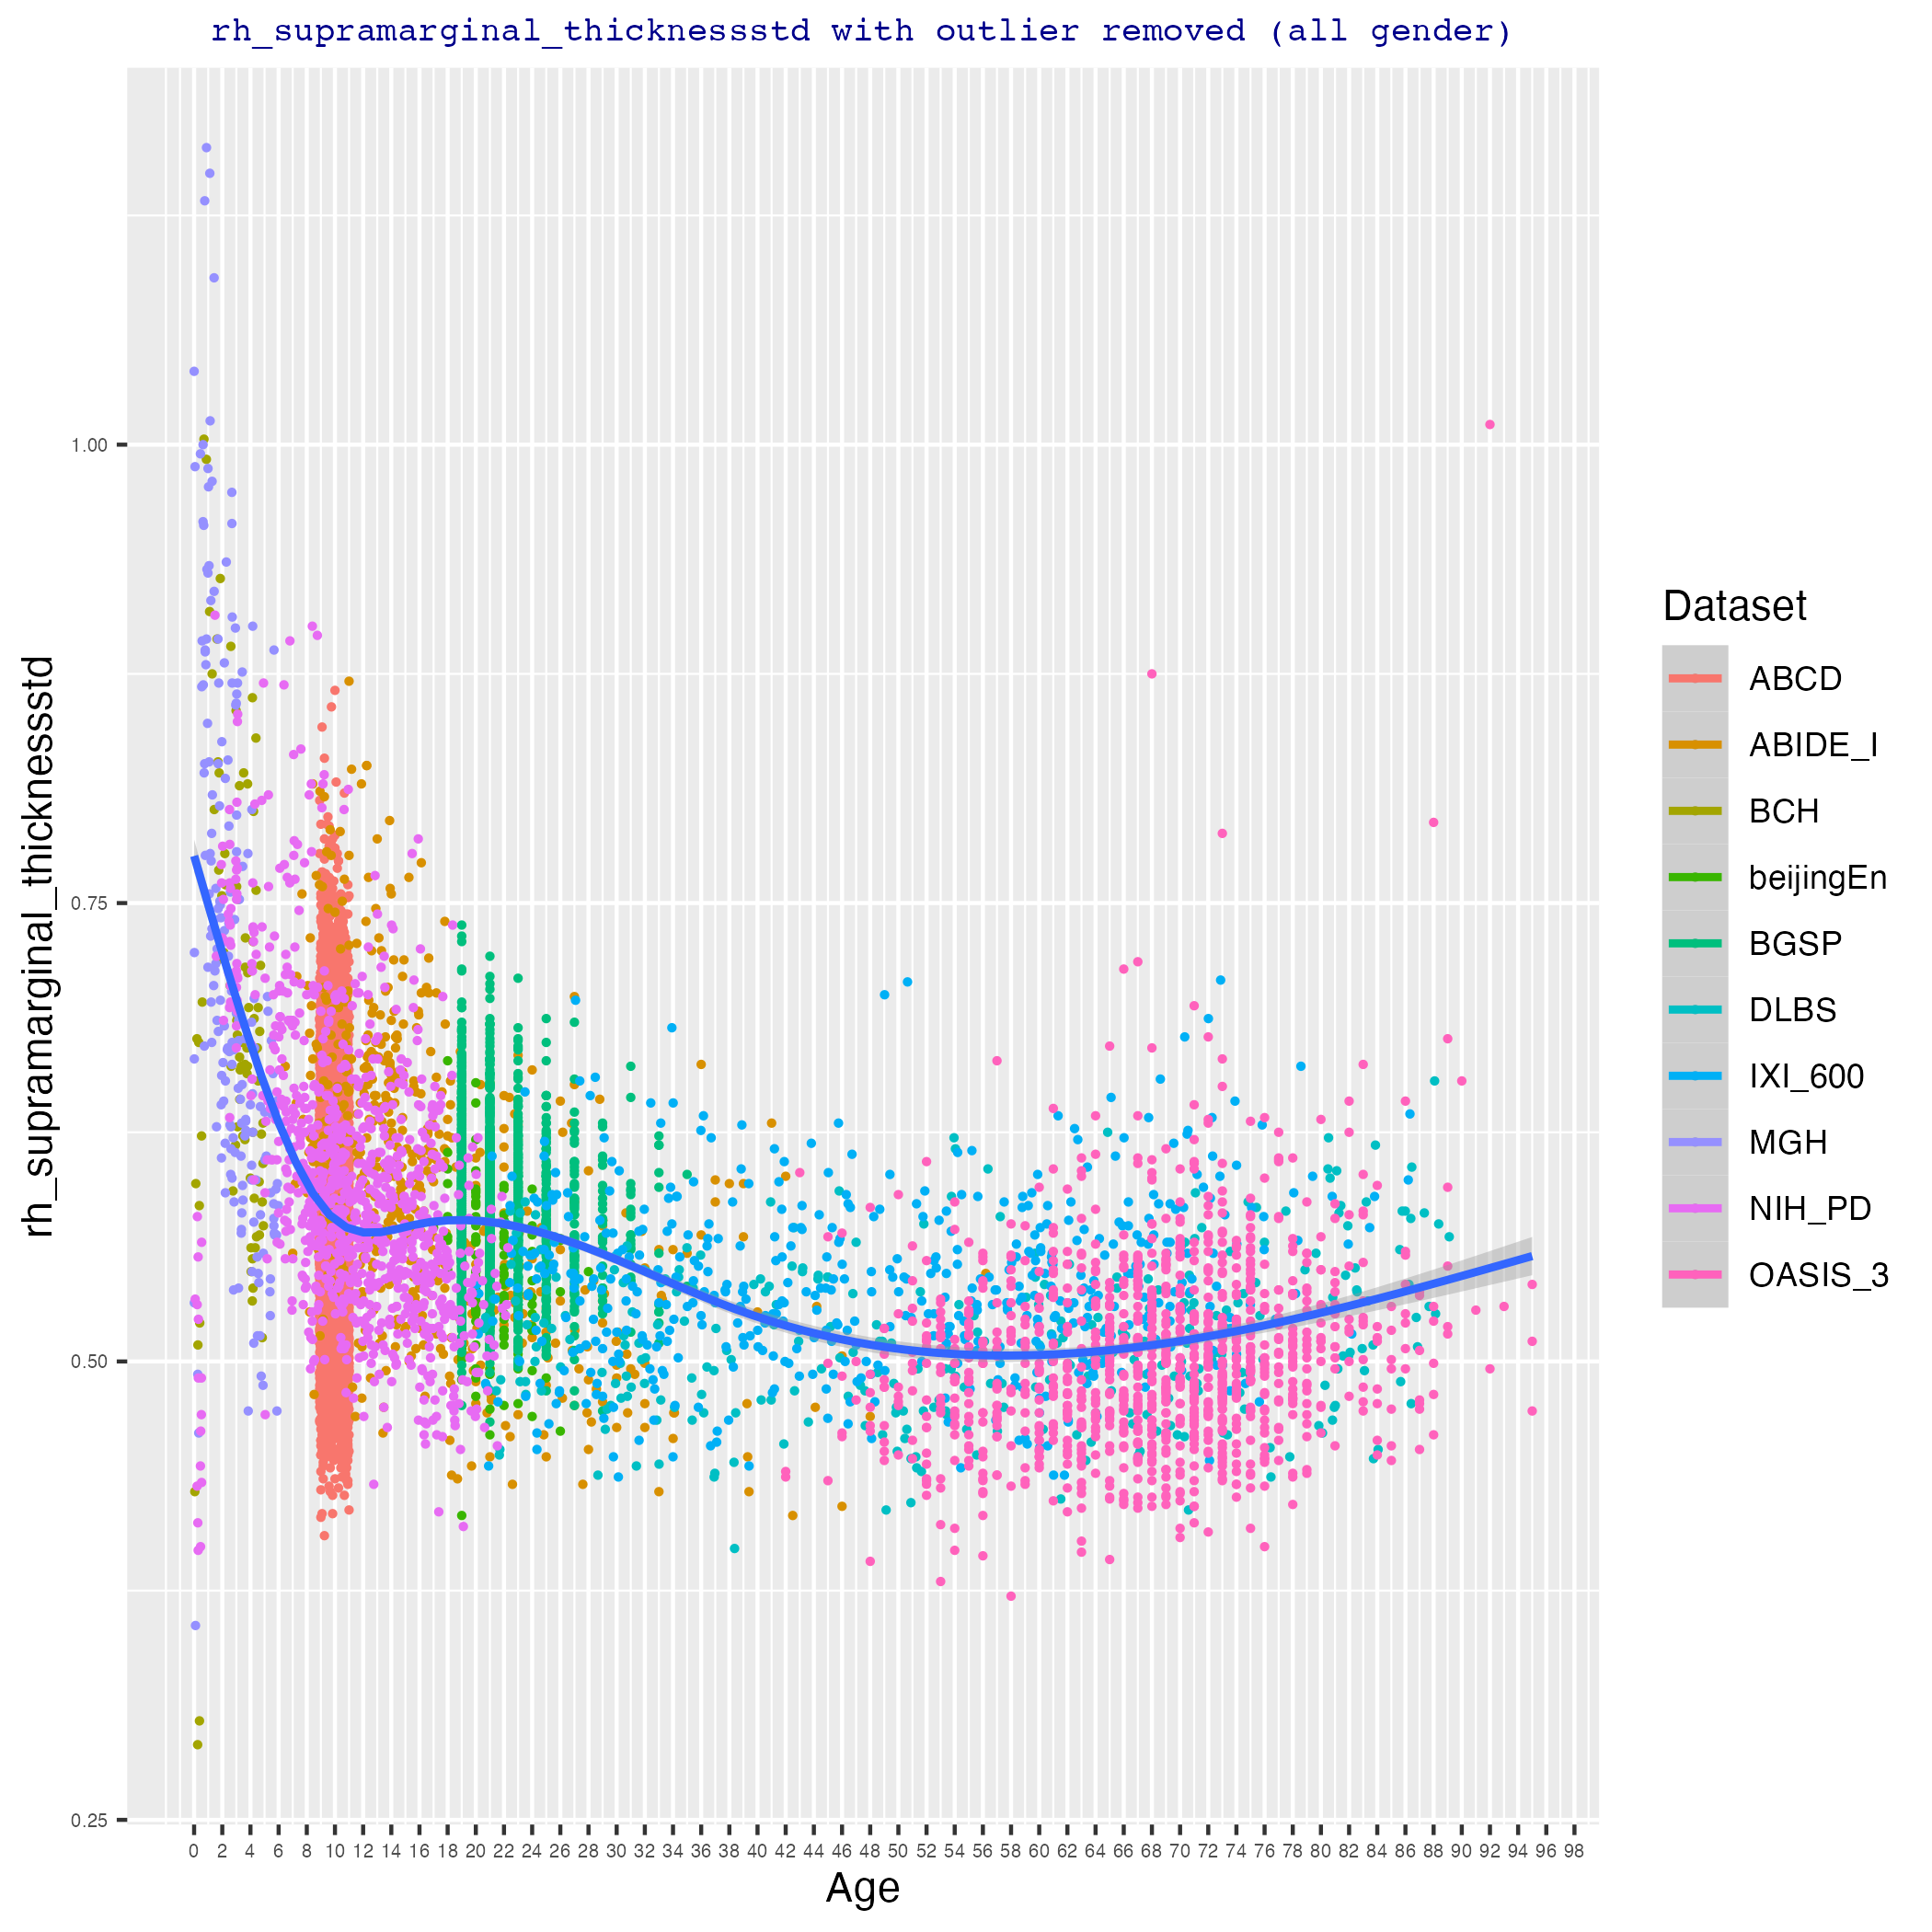 rh_supramarginal_thicknessstd with outlier removed (all gender)
rh_supramarginal_thicknessstd
1.00
0.75
0.50
0.25
0 2 4 6 8 10 12 14 16 18 20 22 24 26 28 30 32 34 36 38 40 42 44 46 48 50 52 54 56 58 60 62 64 66 68 70 72 74 76 78 80 82 84 86 88 90 92 94 96 98
Age
Dataset
ABCD
ABIDE_I
BCH
beijingEn
BGSP
DLBS
IXI_600
MGH
NIH_PD
OASIS_3